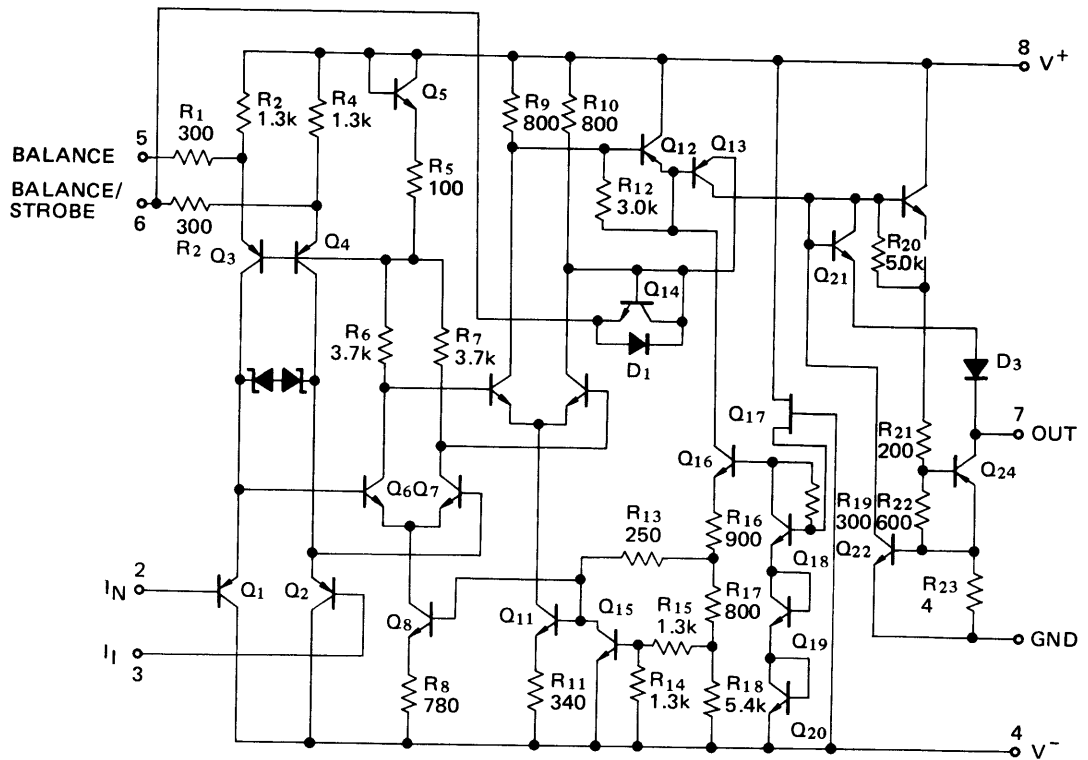 8 V+
R2
1.3k
R4
1.3k
Q5
R9
800
R10
800
R1
300
5
BALANCE
BALANCE/
STROBE
6
300
R2
Q3
Q4
R5
100
Q12
Q13
R12
3.0k
R20
5.0k
Q21
Q14
D1
R6
3.7k
R7
3.7k
D3
7
OUT
Q17
R21
200
Q24
Q16
Q6
Q7
R13
250
R16
900
R19
300
R22
600
Q22
Q18
2
IN
Q1
Q2
Q8
Q11
Q15
R15
1.3k
R17
800
R23
4
GND
II
3
Q19
R8
780
R11
340
R14
1.3k
R18
5.4k
Q20
4
V-